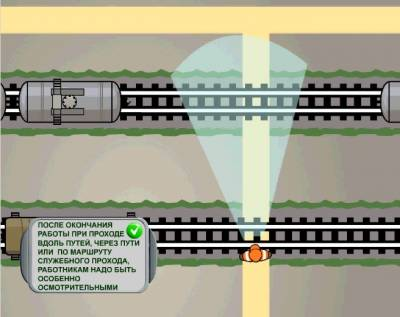 ПОСЛЕ ОКОНЧАНИЯ
РАБОТЫ ПРИ ПРОХОДЕ
ВДОЛЬ ПУТЕЙ, ЧЕРЕЗ ПУТИ
ИЛИ ПО МАРШРУТУ
СЛУЖЕБНОГО ПРОХОДА,
РАБОТНИКАМ НАДО БЫТЬ
ОСОБЕННО
ОСМОТРИТЕЛЬНЫМИ